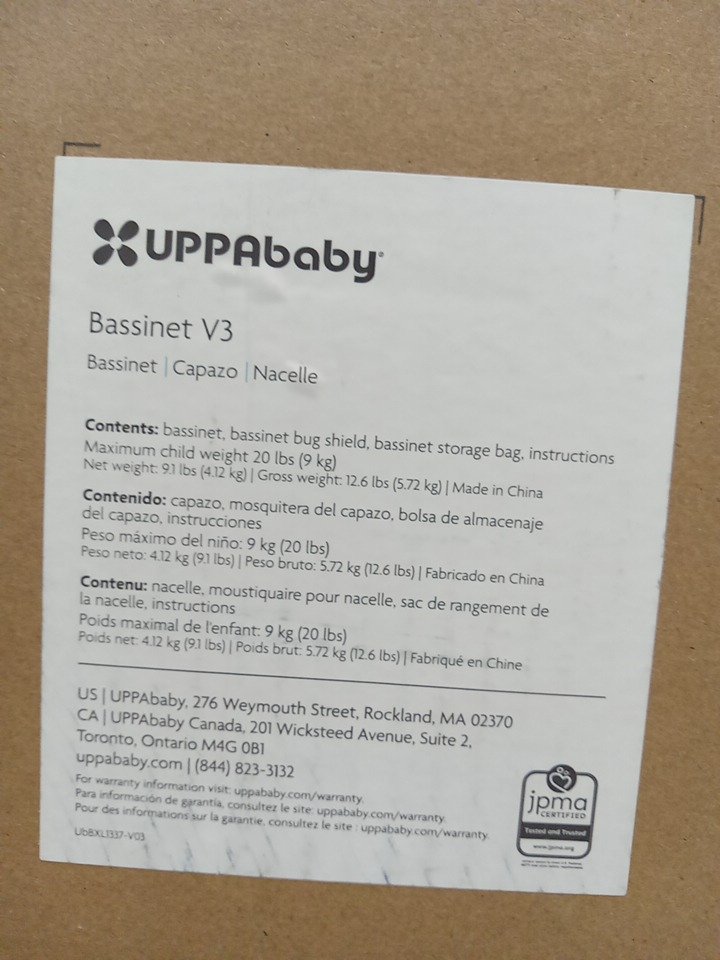 UPPAbaby
Bassinet V3
Bassinet | Capazo | Nacelle
Contents: bassinet, bassinet bug shield, bassinet storage bag, instructions
Maximum child weight 20 lbs (9 kg)
Net weight: 9.1 lbs (4.12 kg) | Gross weight: 12.6 lbs (5.72 kg) | Made in China
Contenido: capazo, mosquitera del capazo, bolsa de almacenaje
del capazo, instrucciones
Peso máximo del niño: 9 kg (20 lbs)
Peso neto: 4.12 kg (9.1 lbs) | Peso bruto: 5.72 kg (12.6 lbs) | Fabricado en China
Contenu: nacelle, moustiquaire pour nacelle, sac de rangement de
la nacelle, instructions
Poids maximal de l'enfant: 9 kg (20 lbs)
Poids net: 4.12 kg (9.1 lbs) | Poids brut: 5.72 kg (12.6 lbs) | Fabriqué en Chine
US | UPPAbaby, 276 Weymouth Street, Rockland, MA 02370
CA | UPPAbaby Canada, 201 Wicksteed Avenue, Suite 2,
Toronto, Ontario M4G 0B1
uppababy.com | (844) 823-3132
For warranty information visit: uppababy.com/warranty.
Para información de garantía, consultez le site: uppababy.com/warranty.
Pour des informations sur la garantie, consultez le site : uppababy.com/warranty.
UbBXL1337-V03
jpma
CERTIFIED
Tested and Trusted
www.jpma.org